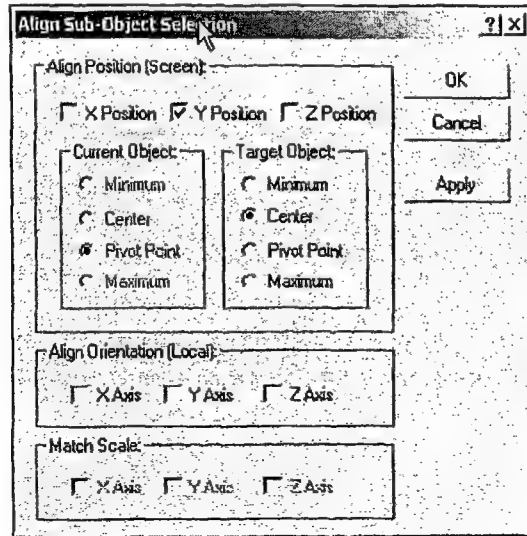 Align Sub-Object Selection ? X
Align Position (Screen):
OK
X Position Y Position Z Position
Cancel
Current Object: Target Object:
Minimum Minimum
Apply
Center Center
Pivot Point Pivot Point
Maximum Maximum
Align Orientation (Local):
X Axis Y Axis Z Axis
Match Scale:
X Axis Y Axis Z Axis